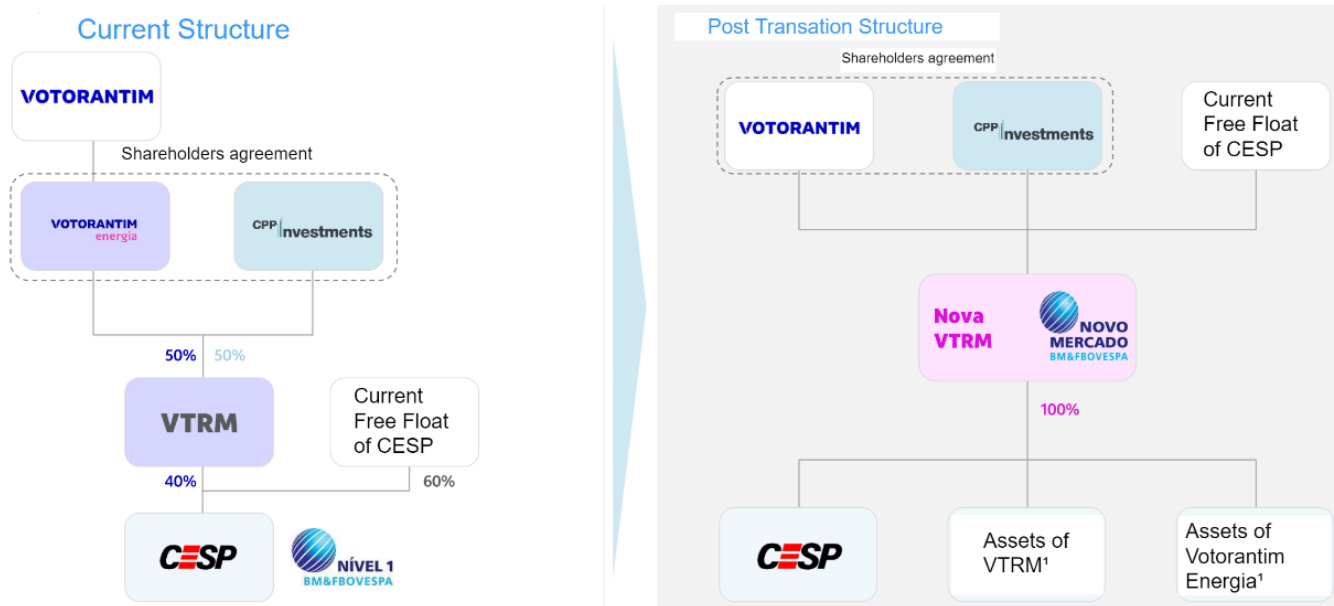 Current Structure
VOTORANTIM
Shareholders agreement
VOTORANTIM
energia
CPP Investments
50%
50%
VTRM
Current
Free Float
of CESP
40%
60%
CESP
NÍVEL 1
BM&FBOVESPA
Post Transation Structure
Shareholders agreement
VOTORANTIM
CPP Investments
Current
Free Float
of CESP
Nova
VTRM
NOVO
MERCADO
BM&FBOVESPA
100%
CESP
Assets of
VTRM¹
Assets of
Votorantim
Energia¹